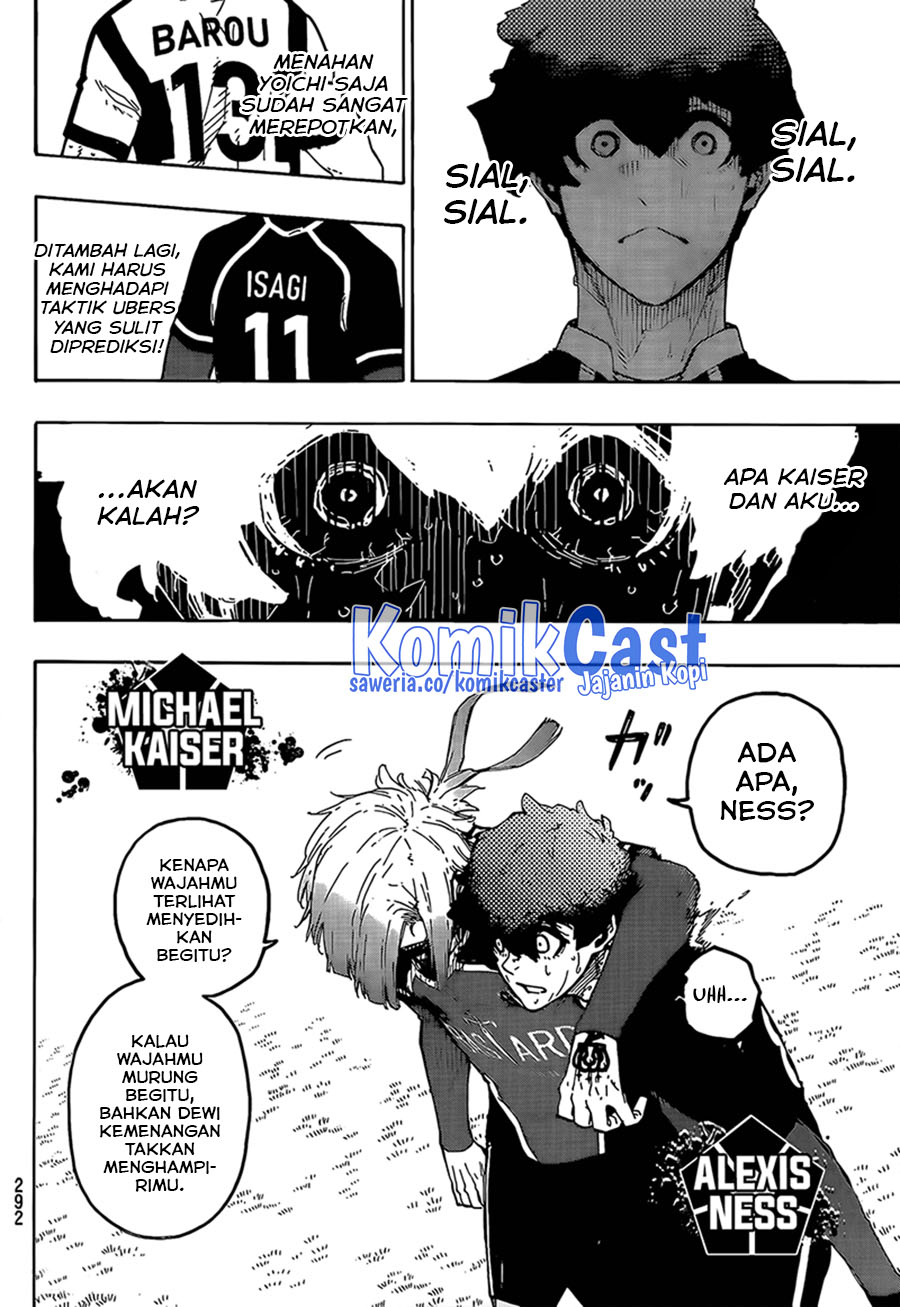 SIAL,
SIAL.
SIAL,
SIAL.
BAROU
13
MENAHAN
YOICHI SAJA
SUDAH SANGAT
MEREPOTKAN,
DITAMBAH LAGI,
KAMI HARUS
MENGHADAPI
TAKTIK UBERS
YANG SULIT
DIPREDIKSI!
ISAGI
11
APA KAISER
DAN AKU...
...AKAN
KALAH?
KomikCast
saweria.co/komikcaster Jajanin Kopi
MICHAEL
KAISER
ガッ
ADA
APA,
NESS?
KENAPA
WAJAHMU
TERLIHAT
MENYEDIH-
KAN
BEGITU?
UHH...
KALAU
WAJAHMU
MURUNG
BEGITU,
BAHKAN DEWI
KEMENANGAN
TAKKAN
MENGHAMPI-
RIMU.
ALEXIS
NESS
292